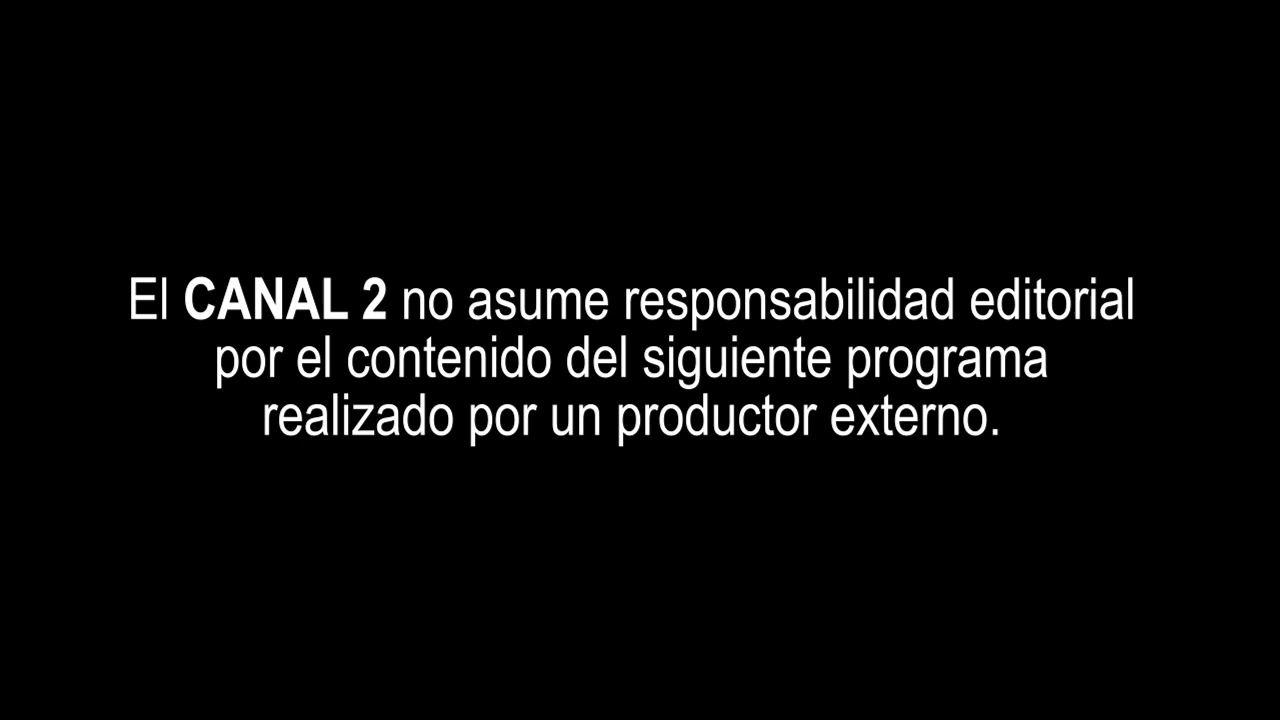 El CANAL 2 no asume responsabilidad editorial
por el contenido del siguiente programa
realizado por un productor externo.